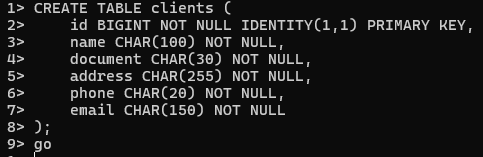 1> CREATE TABLE clients (
2>     id BIGINT NOT NULL IDENTITY(1,1) PRIMARY KEY,
3>     name CHAR(100) NOT NULL,
4>     document CHAR(30) NOT NULL,
5>     address CHAR(255) NOT NULL,
6>     phone CHAR(20) NOT NULL,
7>     email CHAR(150) NOT NULL
8> );
9> go